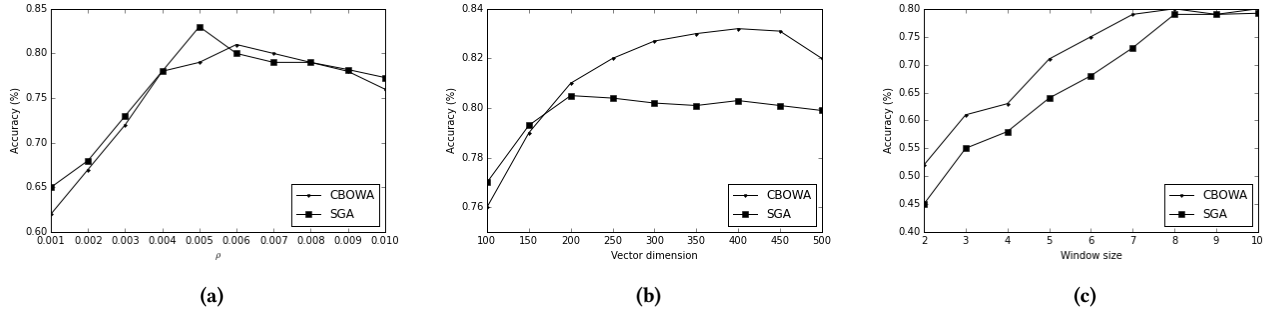 0.85
0.80
0.75
0.70
0.65
0.60
Accuracy (%)
0.001 0.002 0.003 0.004 0.005 0.006 0.007 0.008 0.009 0.010
ρ
CBOWA
SGA
(a)
0.84
0.82
0.80
0.78
0.76
Accuracy (%)
100 150 200 250 300 350 400 450 500
Vector dimension
CBOWA
SGA
(b)
0.80
0.75
0.70
0.65
0.60
0.55
0.50
0.45
0.40
Accuracy (%)
2 3 4 5 6 7 8 9 10
Window size
CBOWA
SGA
(c)